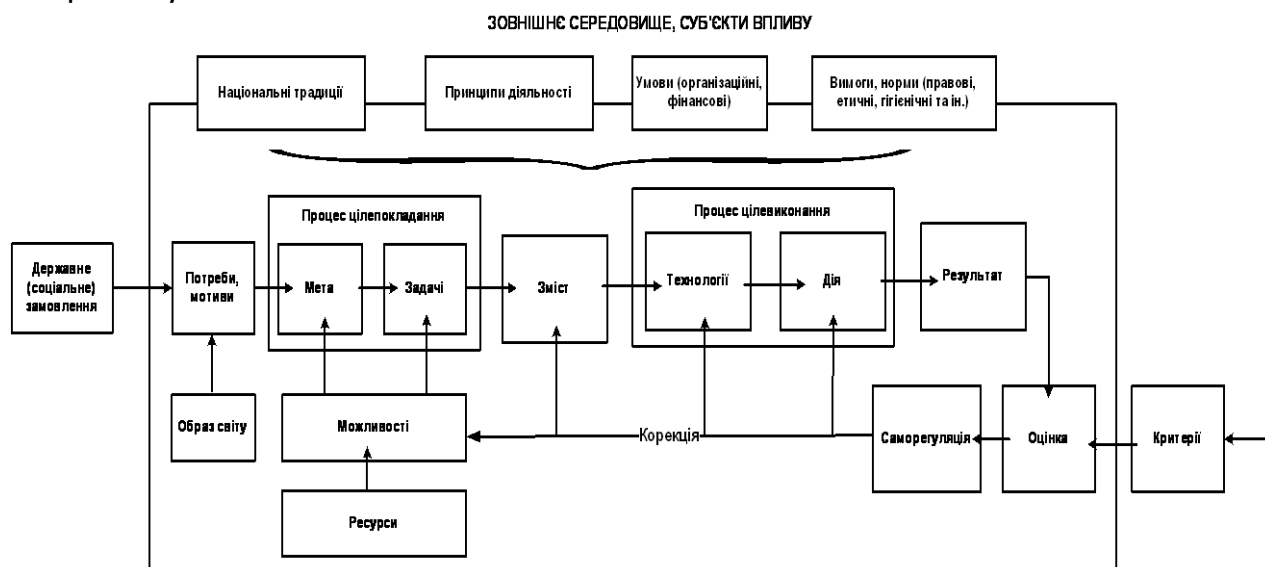 ЗОВНІШНЄ СЕРЕДОВИЩЕ, СУБ'ЄКТИ ВПЛИВУ
Національні традиції
Принципи діяльності
Умови (організаційні,
фінансові)
Вимоги, норми (правові,
етичні, гігієнічні та ін.)
Процес цілепокладання
Процес цілевиконання
Державне
(соціальне)
замовлення
Потреби,
мотиви
Мета
Задачі
Зміст
Технології
Дія
Результат
Образ світу
Можливості
Корекція
Саморегуляція
Оцінка
Критерії
Ресурси